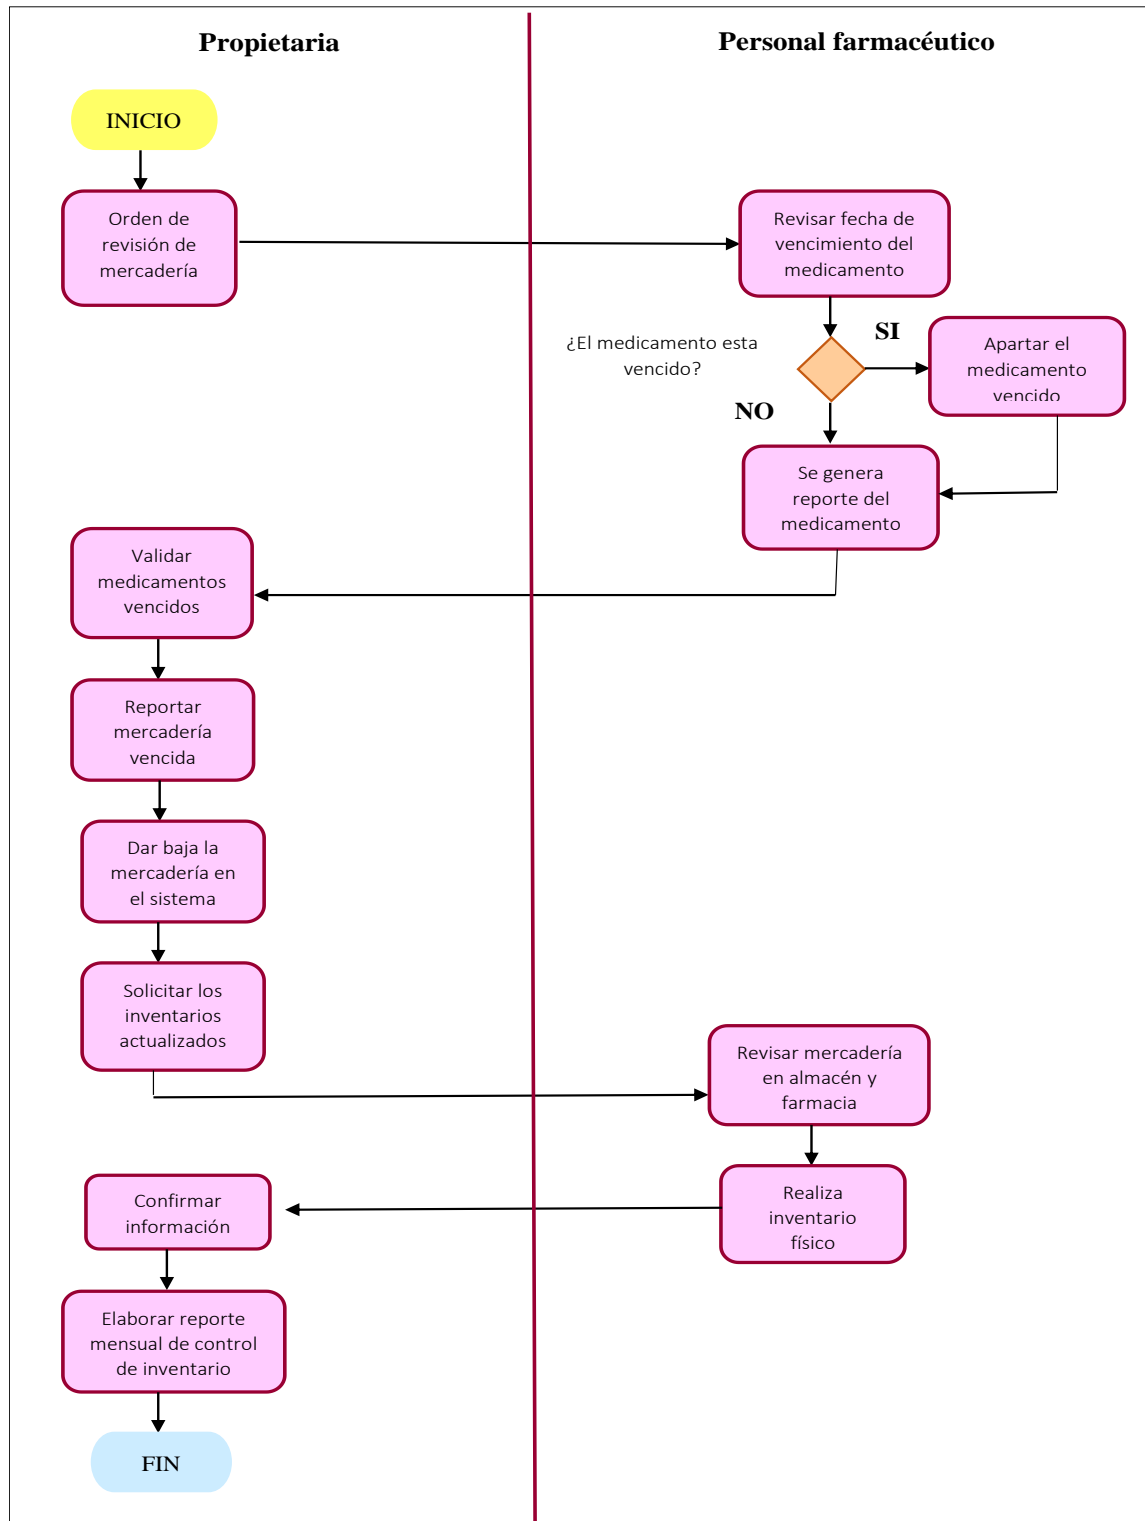 Propietaria
Personal farmacéutico
INICIO
Orden de
revisión de
mercadería
Revisar fecha de
vencimiento del
medicamento
¿El medicamento esta
vencido?
SI
Apartar el
medicamento
vencido
NO
Se genera
reporte del
medicamento
Validar
medicamentos
vencidos
Reportar
mercadería
vencida
Dar baja la
mercadería en
el sistema
Solicitar los
inventarios
actualizados
Revisar mercadería
en almacén y
farmacia
Realiza
inventario
físico
Confirmar
información
Elaborar reporte
mensual de control
de inventario
FIN